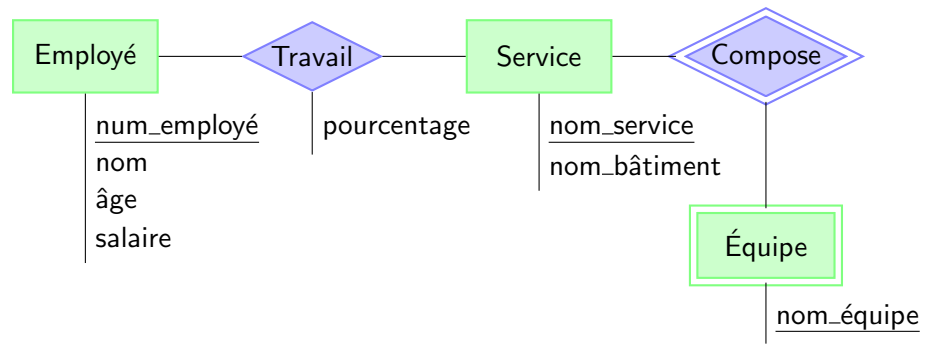 Employé
Travail
Service
Compose
num_employé
nom
âge
salaire
pourcentage
nom_service
nom_bâtiment
Équipe
nom_équipe